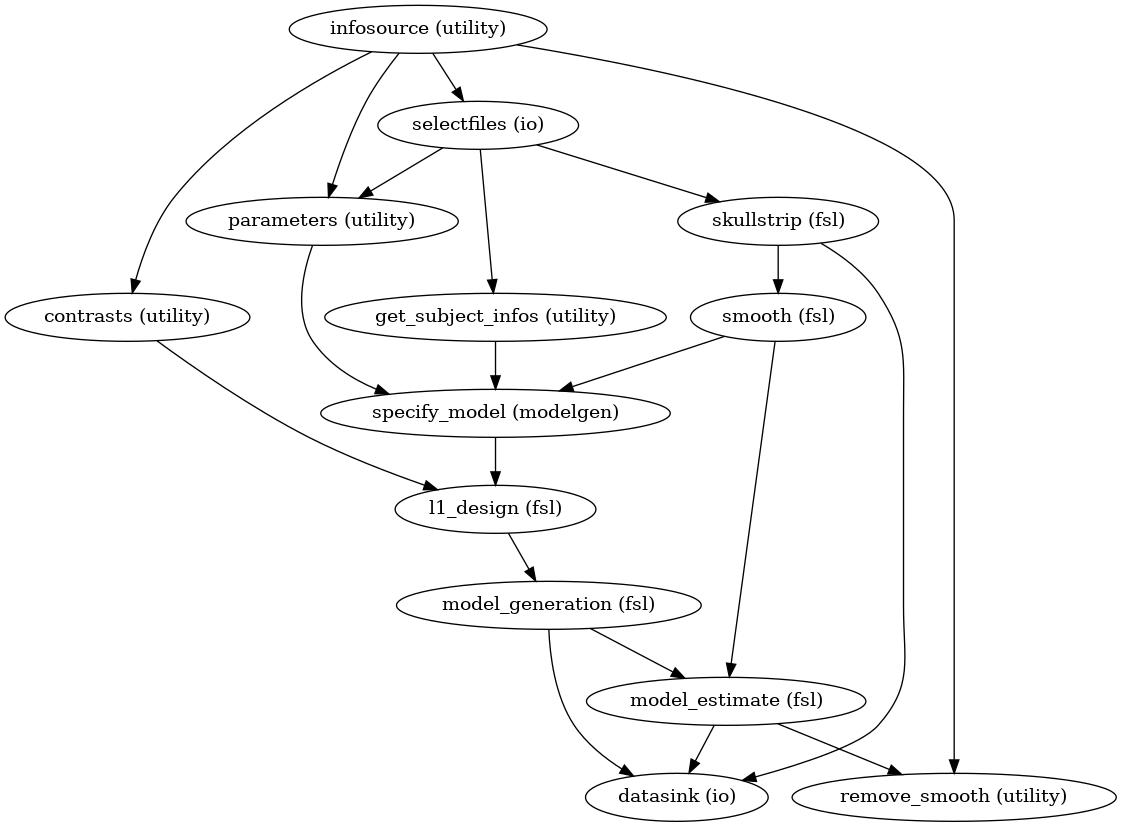 infosource (utility)
selectfiles (io)
parameters (utility)
skullstrip (fsl)
contrasts (utility)
get_subject_infos (utility)
smooth (fsl)
specify_model (modelgen)
l1_design (fsl)
model_generation (fsl)
model_estimate (fsl)
datasink (io)
remove_smooth (utility)